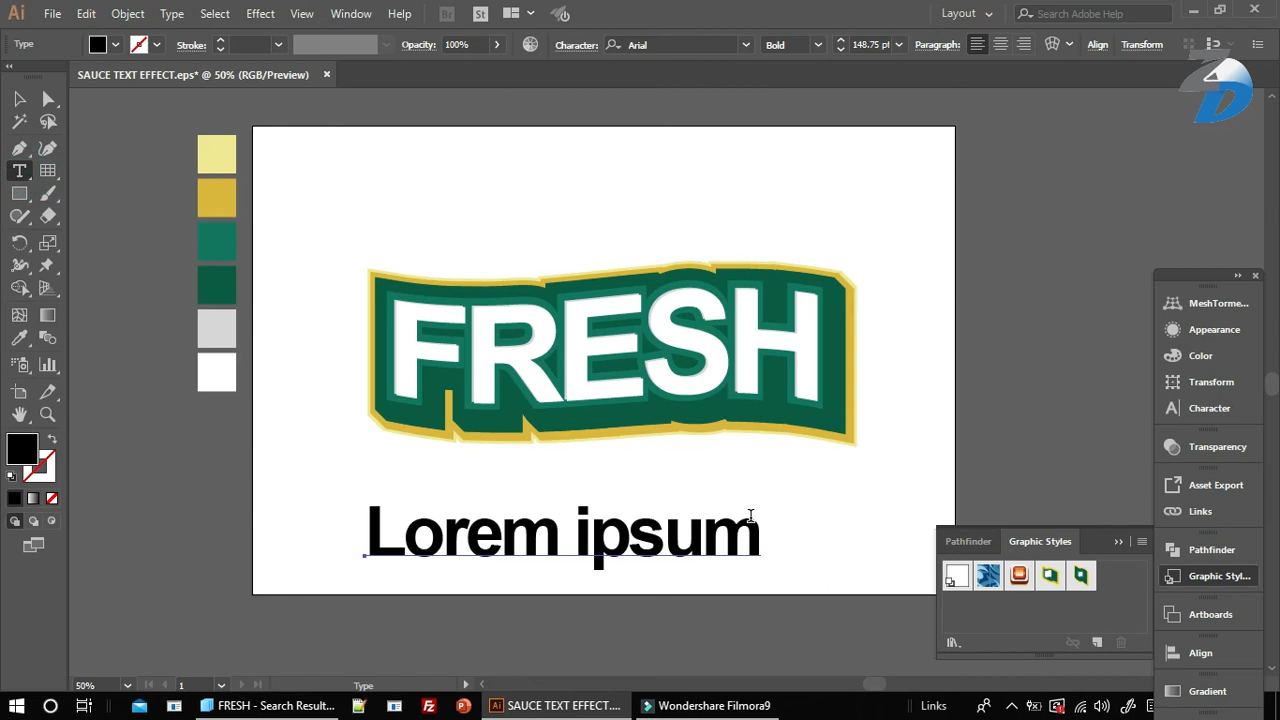 Ai File Edit Object Type Select Effect View Window Help Br St Layout Search Adobe Help
Type Stroke: Opacity: 100% Character: Arial Bold 148.75 pt Paragraph: Align Transform
SAUCE TEXT EFFECT.eps* @ 50% (RGB/Preview)
FRESH
Lorem ipsum
MeshTorme...
Appearance
Color
Transform
Character
Transparency
Asset Export
Links
Pathfinder
Graphic Styl...
Artboards
Align
Gradient
Pathfinder Graphic Styles
50% 1 Type
FRESH - Search Result... SAUCE TEXT EFFECT.... Wondershare Filmora9 Links